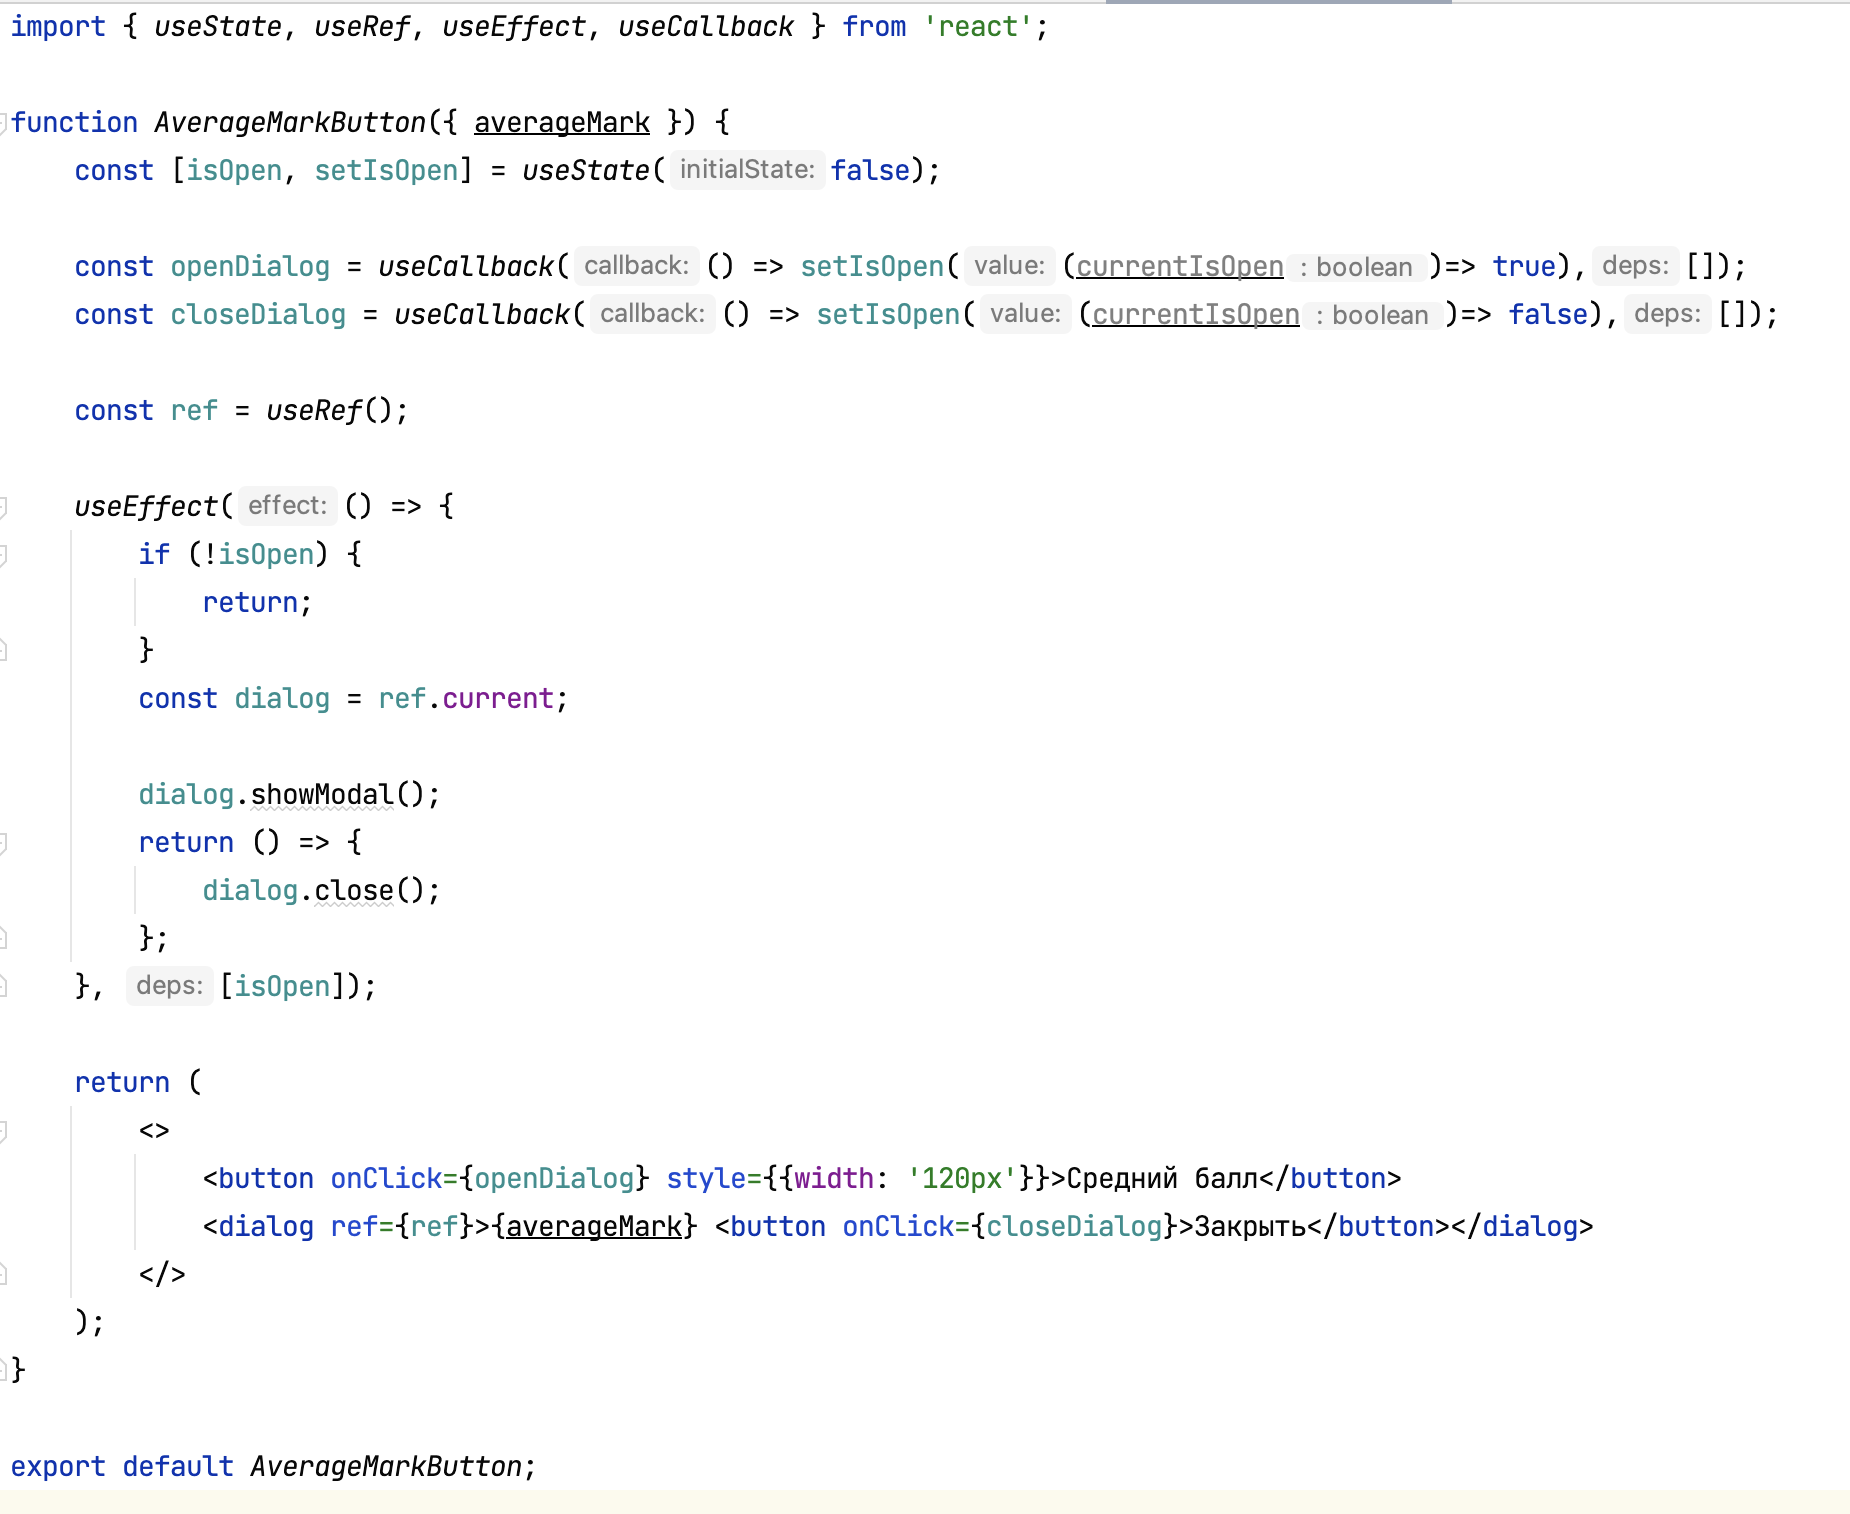 import { useState, useRef, useEffect, useCallback } from 'react';
function AverageMarkButton({ averageMark }) {
const [isOpen, setIsOpen] = useState( initialState: false);
const openDialog = useCallback( callback: () => setIsOpen( value: (currentIsOpen : boolean )=> true), deps: []);
const closeDialog = useCallback( callback: () => setIsOpen( value: (currentIsOpen : boolean )=> false), deps: []);
const ref = useRef();
useEffect( effect: () => {
if (!isOpen) {
return;
}
const dialog = ref.current;
dialog.showModal();
return () => {
dialog.close();
};
}, deps: [isOpen]);
return (
<>
<button onClick={openDialog} style={{width: '120px'}}>Средний балл</button>
<dialog ref={ref}>{averageMark} <button onClick={closeDialog}>Закрыть</button></dialog>
</>
);
}
export default AverageMarkButton;